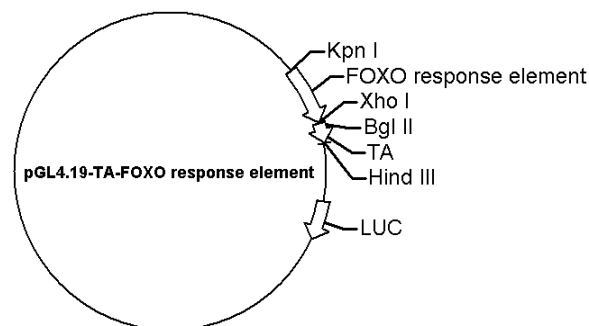 Kpn I
FOXO response element
Xho I
Bgl II
TA
pGL4.19-TA-FOXO response element
Hind III
LUC